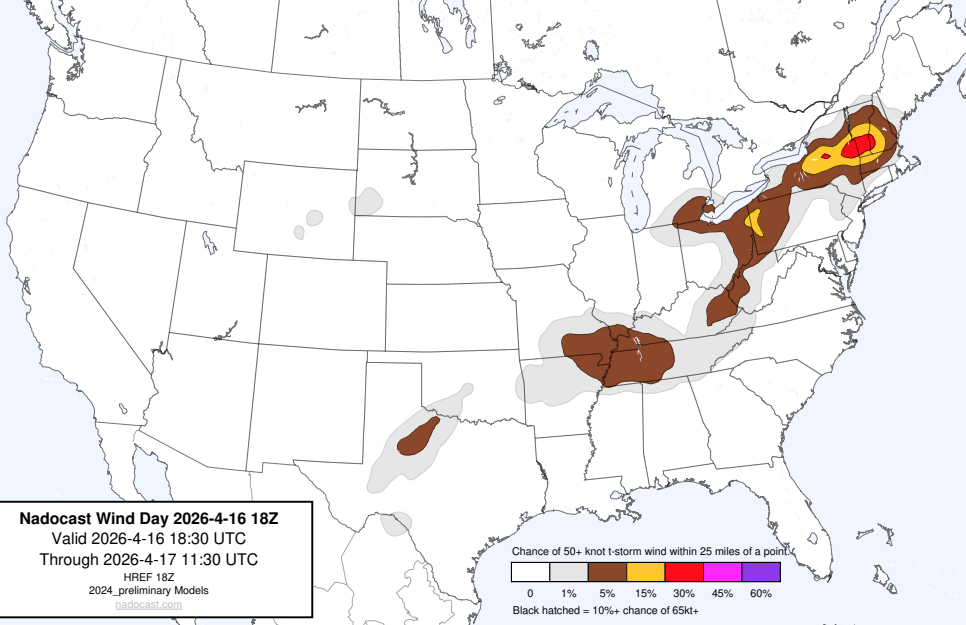 Nadocast Wind Day 2026-4-16 18Z
Valid 2026-4-16 18:30 UTC
Through 2026-4-17 11:30 UTC
HREF 18Z
2024_preliminary Models
nadocast.com
Chance of 50+ knot t-storm wind within 25 miles of a point.
0 1% 5% 15% 30% 45% 60%
Black hatched = 10%+ chance of 65kt+